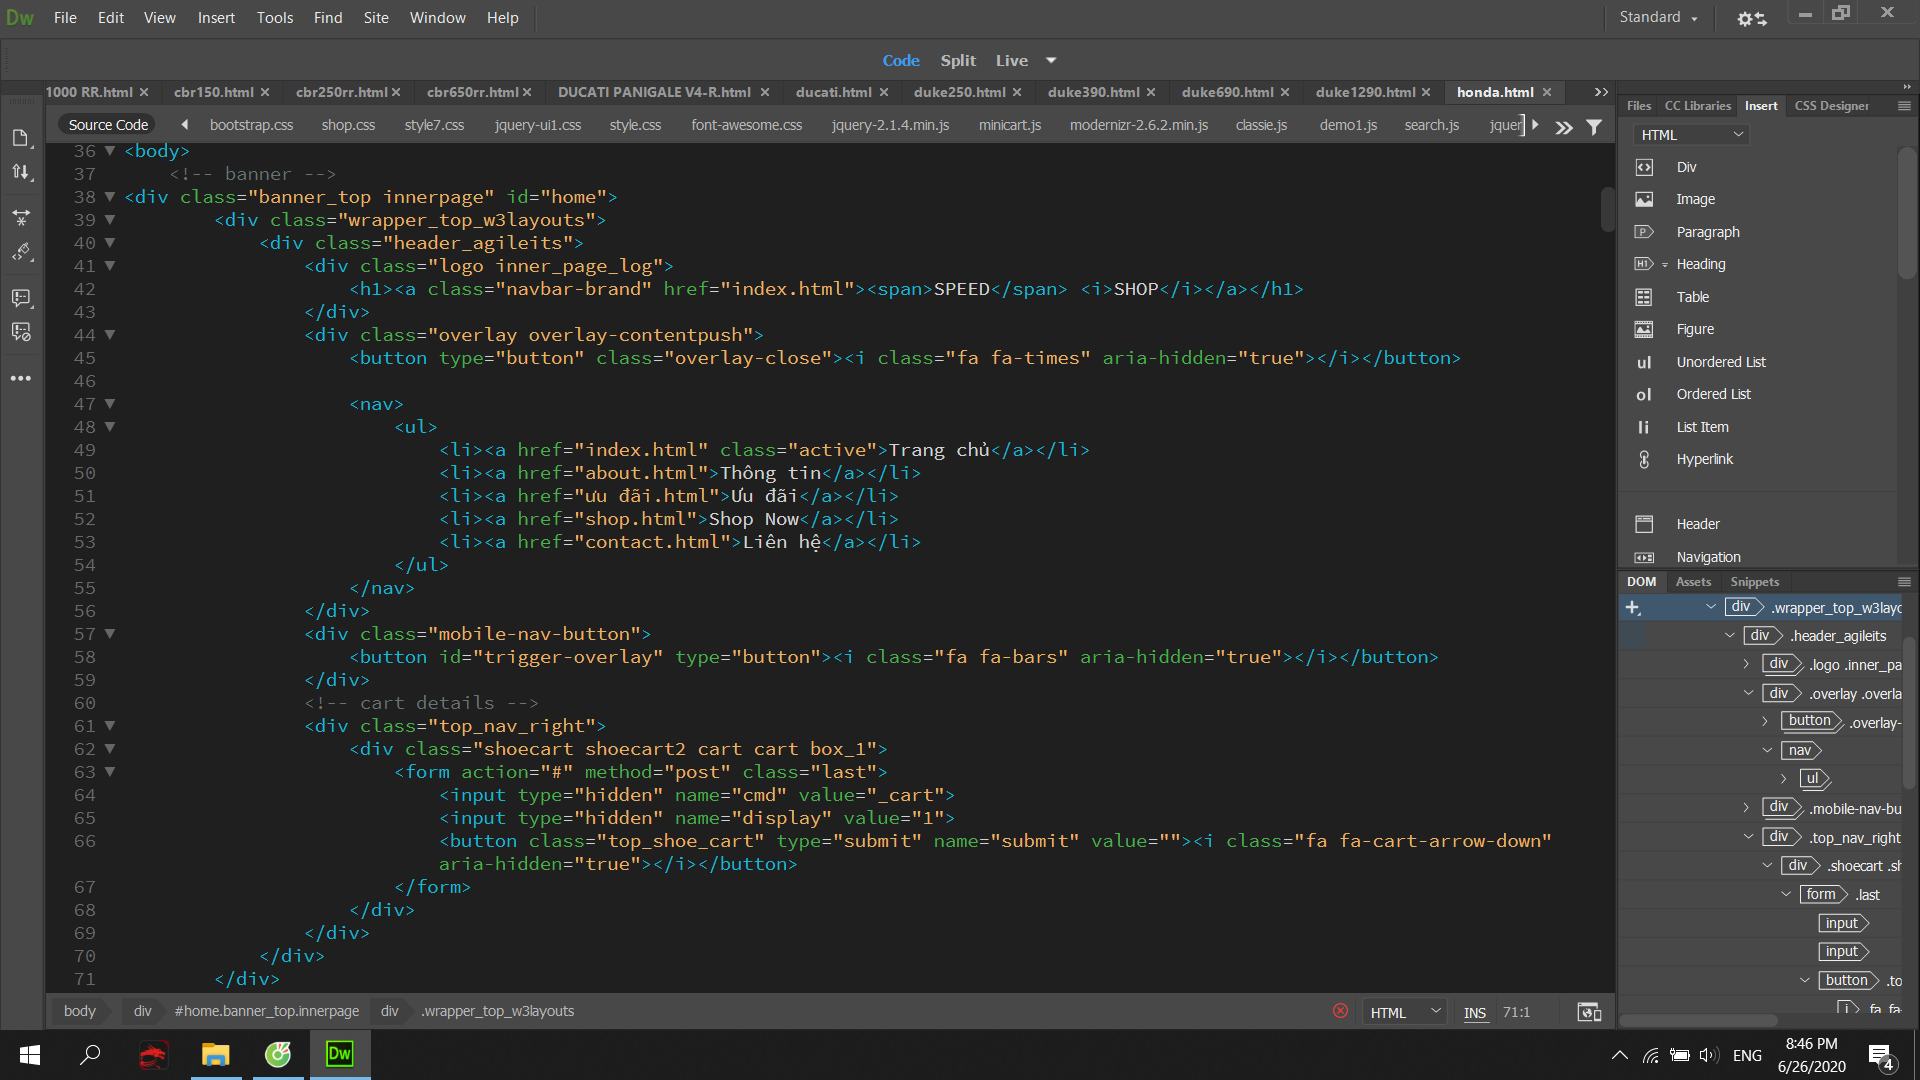 Dw File Edit View Insert Tools Find Site Window Help Standard
Code Split Live
1000 RR.html cbr150.html cbr250rr.html cbr650rr.html DUCATI PANIGALE V4-R.html ducati.html duke250.html duke390.html duke690.html duke1290.html honda.html
Source Code bootstrap.css shop.css style7.css jquery-ui1.css style.css font-awesome.css jquery-2.1.4.min.js minicart.js modernizr-2.6.2.min.js classie.js demo1.js search.js jquer
36 <body>
37 <!-- banner -->
38 <div class="banner_top innerpage" id="home">
39 <div class="wrapper_top_w3layouts">
40 <div class="header_agileits">
41 <div class="logo inner_page_log">
42 <h1><a class="navbar-brand" href="index.html"><span>SPEED</span> <i>SHOP</i></a></h1>
43 </div>
44 <div class="overlay overlay-contentpush">
45 <button type="button" class="overlay-close"><i class="fa fa-times" aria-hidden="true"></i></button>
46
47 <nav>
48 <ul>
49 <li><a href="index.html" class="active">Trang chủ</a></li>
50 <li><a href="about.html">Thông tin</a></li>
51 <li><a href="ưu đãi.html">Ưu đãi</a></li>
52 <li><a href="shop.html">Shop Now</a></li>
53 <li><a href="contact.html">Liên hệ</a></li>
54 </ul>
55 </nav>
56 </div>
57 <div class="mobile-nav-button">
58 <button id="trigger-overlay" type="button"><i class="fa fa-bars" aria-hidden="true"></i></button>
59 </div>
60 <!-- cart details -->
61 <div class="top_nav_right">
62 <div class="shoecart shoecart2 cart cart box_1">
63 <form action="#" method="post" class="last">
64 <input type="hidden" name="cmd" value="_cart">
65 <input type="hidden" name="display" value="1">
66 <button class="top_shoe_cart" type="submit" name="submit" value=""><i class="fa fa-cart-arrow-down"
aria-hidden="true"></i></button>
67 </form>
68 </div>
69 </div>
70 </div>
71 </div>
body div #home.banner_top.innerpage div .wrapper_top_w3layouts HTML INS 71:1
Files CC Libraries Insert CSS Designer
HTML
Div
Image
Paragraph
H1 Heading
Table
Figure
ul Unordered List
ol Ordered List
li List Item
Hyperlink
Header
Navigation
DOM Assets Snippets
div .wrapper_top_w3layo
div .header_agileits
div .logo .inner_pa
div .overlay .overla
button .overlay-
nav
ul
div .mobile-nav-bu
div .top_nav_right
div .shoecart .sh
form .last
input
input
button .to
i .fa .fa-
Dw ENG 8:46 PM
6/26/2020 4